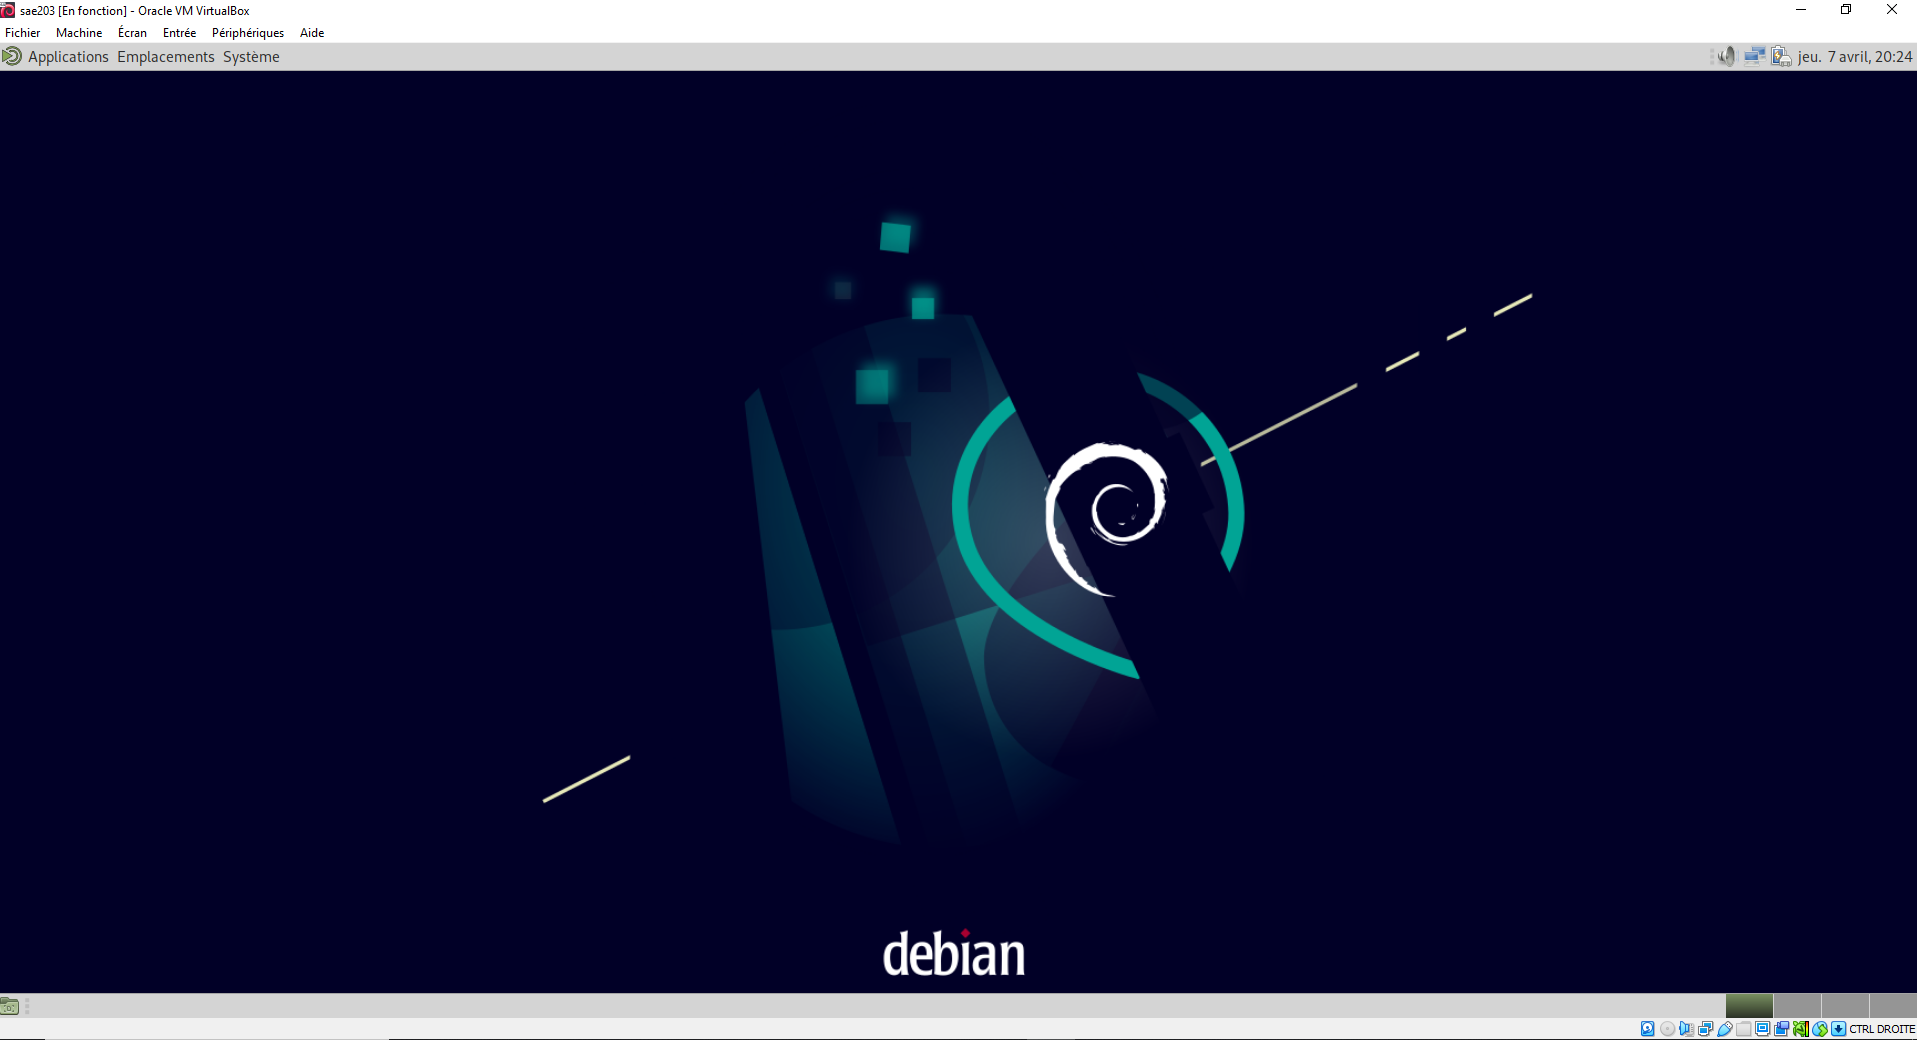 sae203 [En fonction] - Oracle VM VirtualBox
Fichier Machine Écran Entrée Périphériques Aide
Applications Emplacements Système jeu. 7 avril, 20:24
debian
CTRL DROITE